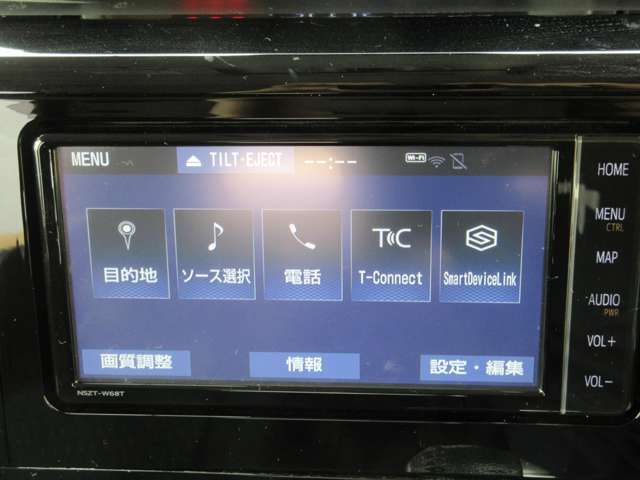 MENU
TILT·EJECT
--:--
Wi-Fi
目的地
ソース選択
電話
T-Connect
SmartDeviceLink
画質調整
情報
設定・編集
NSZT-W68T
HOME
MENU
CTRL
MAP
AUDIO
PWR
VOL+
VOL−